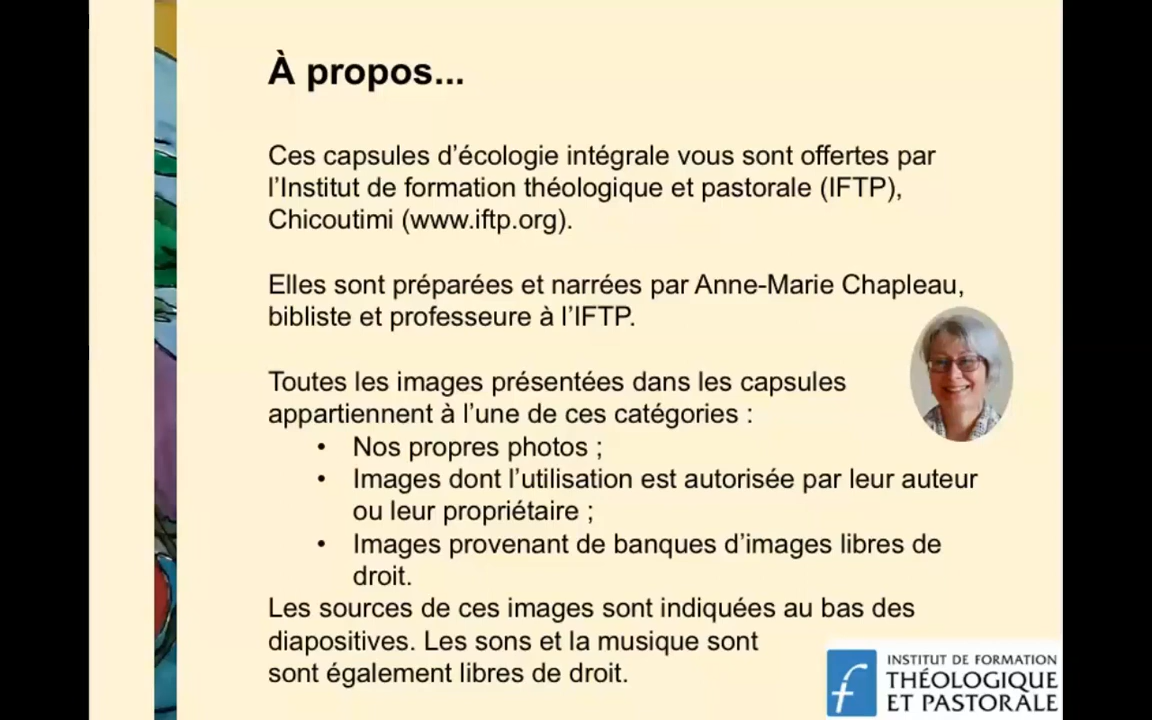 À propos...
Ces capsules d’écologie intégrale vous sont offertes par
l’Institut de formation théologique et pastorale (IFTP),
Chicoutimi (www.iftp.org).
Elles sont préparées et narrées par Anne-Marie Chapleau,
bibliste et professeure à l’IFTP.
Toutes les images présentées dans les capsules
appartiennent à l’une de ces catégories :
• Nos propres photos ;
• Images dont l’utilisation est autorisée par leur auteur
ou leur propriétaire ;
• Images provenant de banques d’images libres de
droit.
Les sources de ces images sont indiquées au bas des
diapositives. Les sons et la musique sont
sont également libres de droit.
INSTITUT DE FORMATION
THÉOLOGIQUE
ET PASTORALE